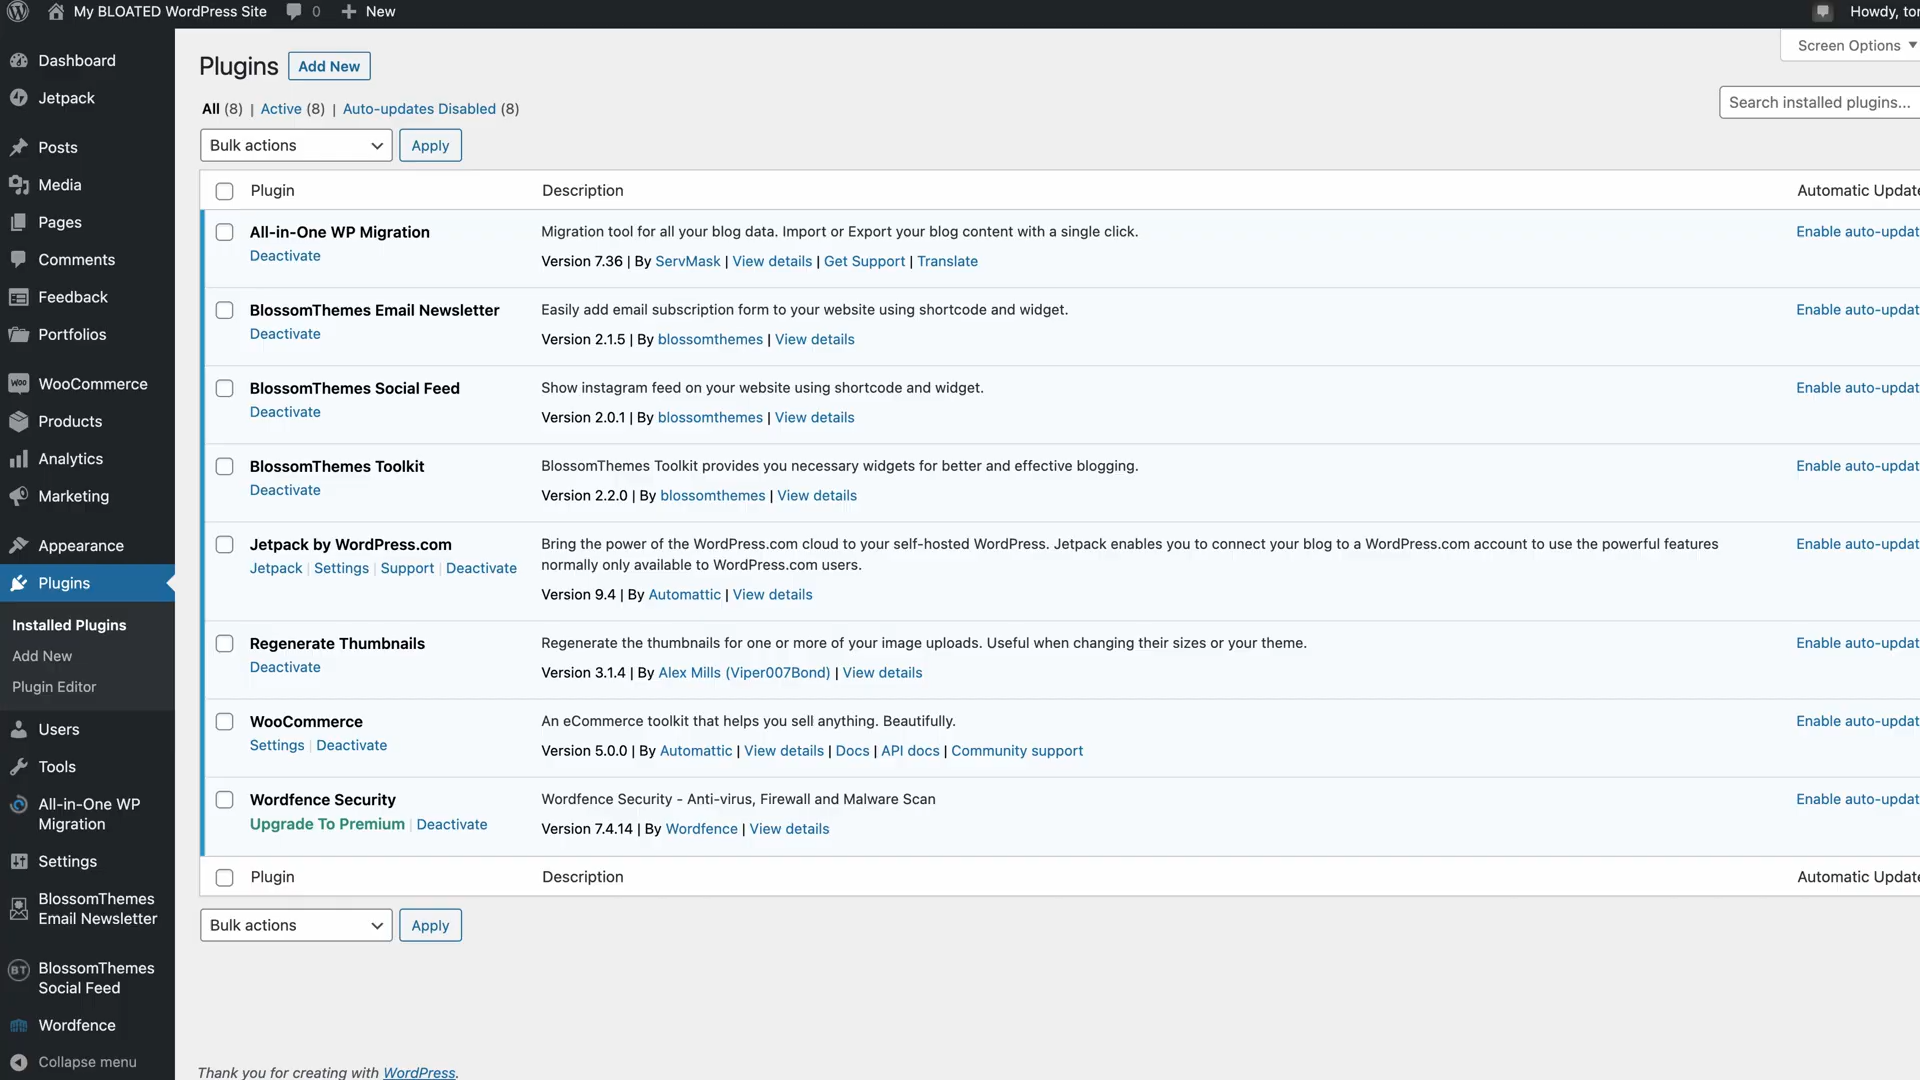 My BLOATED WordPress Site 0 New Howdy, tor
Screen Options
Dashboard
Jetpack
Posts
Media
Pages
Comments
Feedback
Portfolios
WooCommerce
Products
Analytics
Marketing
Appearance
Plugins
Installed Plugins
Add New
Plugin Editor
Users
Tools
All-in-One WP
Migration
Settings
BlossomThemes
Email Newsletter
BT BlossomThemes
Social Feed
Wordfence
Collapse menu
Plugins Add New
All (8) | Active (8) | Auto-updates Disabled (8)
Search installed plugins...
Bulk actions Apply
Plugin Description Automatic Update
All-in-One WP Migration Migration tool for all your blog data. Import or Export your blog content with a single click. Enable auto-updat
Deactivate
Version 7.36 | By ServMask | View details | Get Support | Translate
BlossomThemes Email Newsletter Easily add email subscription form to your website using shortcode and widget. Enable auto-updat
Deactivate
Version 2.1.5 | By blossomthemes | View details
BlossomThemes Social Feed Show instagram feed on your website using shortcode and widget. Enable auto-updat
Deactivate
Version 2.0.1 | By blossomthemes | View details
BlossomThemes Toolkit BlossomThemes Toolkit provides you necessary widgets for better and effective blogging. Enable auto-updat
Deactivate
Version 2.2.0 | By blossomthemes | View details
Jetpack by WordPress.com Bring the power of the WordPress.com cloud to your self-hosted WordPress. Jetpack enables you to connect your blog to a WordPress.com account to use the powerful features Enable auto-updat
Jetpack | Settings | Support | Deactivate normally only available to WordPress.com users.
Version 9.4 | By Automattic | View details
Regenerate Thumbnails Regenerate the thumbnails for one or more of your image uploads. Useful when changing their sizes or your theme. Enable auto-updat
Deactivate
Version 3.1.4 | By Alex Mills (Viper007Bond) | View details
WooCommerce An eCommerce toolkit that helps you sell anything. Beautifully. Enable auto-updat
Settings | Deactivate
Version 5.0.0 | By Automattic | View details | Docs | API docs | Community support
Wordfence Security Wordfence Security - Anti-virus, Firewall and Malware Scan Enable auto-updat
Upgrade To Premium | Deactivate
Version 7.4.14 | By Wordfence | View details
Plugin Description Automatic Update
Bulk actions Apply
Thank you for creating with WordPress.